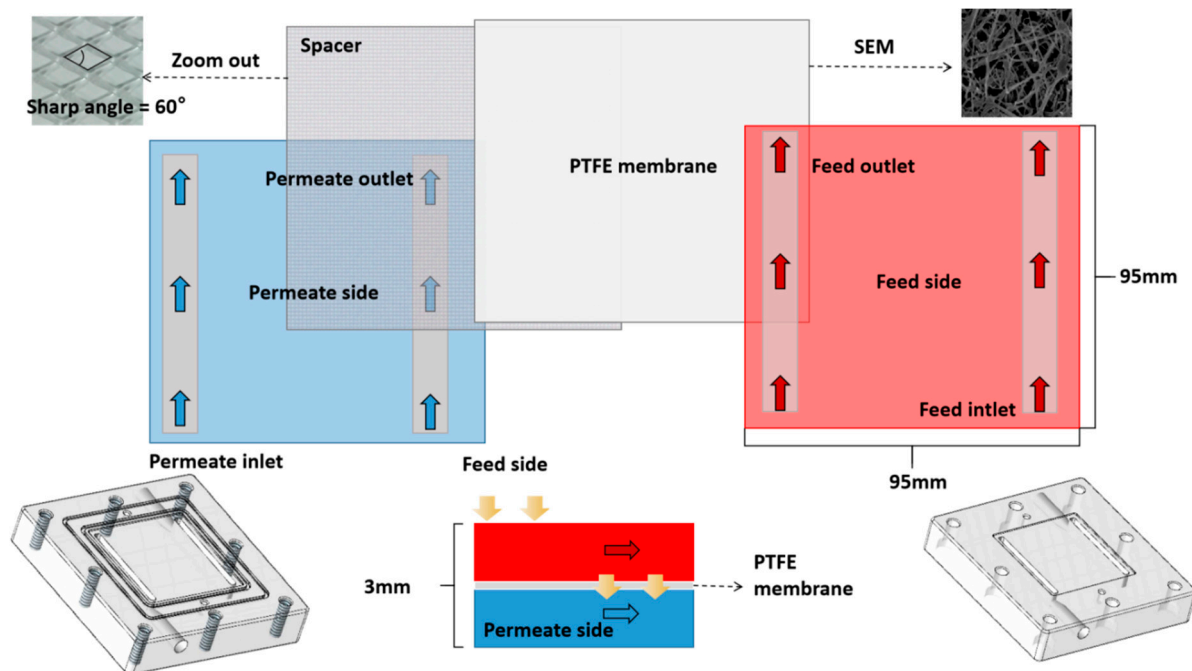 Spacer
SEM
Zoom out
Sharp angle = 60°
Permeate outlet
PTFE membrane
Feed outlet
Permeate side
Feed side
95mm
Feed intlet
Permeate inlet
Feed side
95mm
3mm
PTFE
membrane
Permeate side